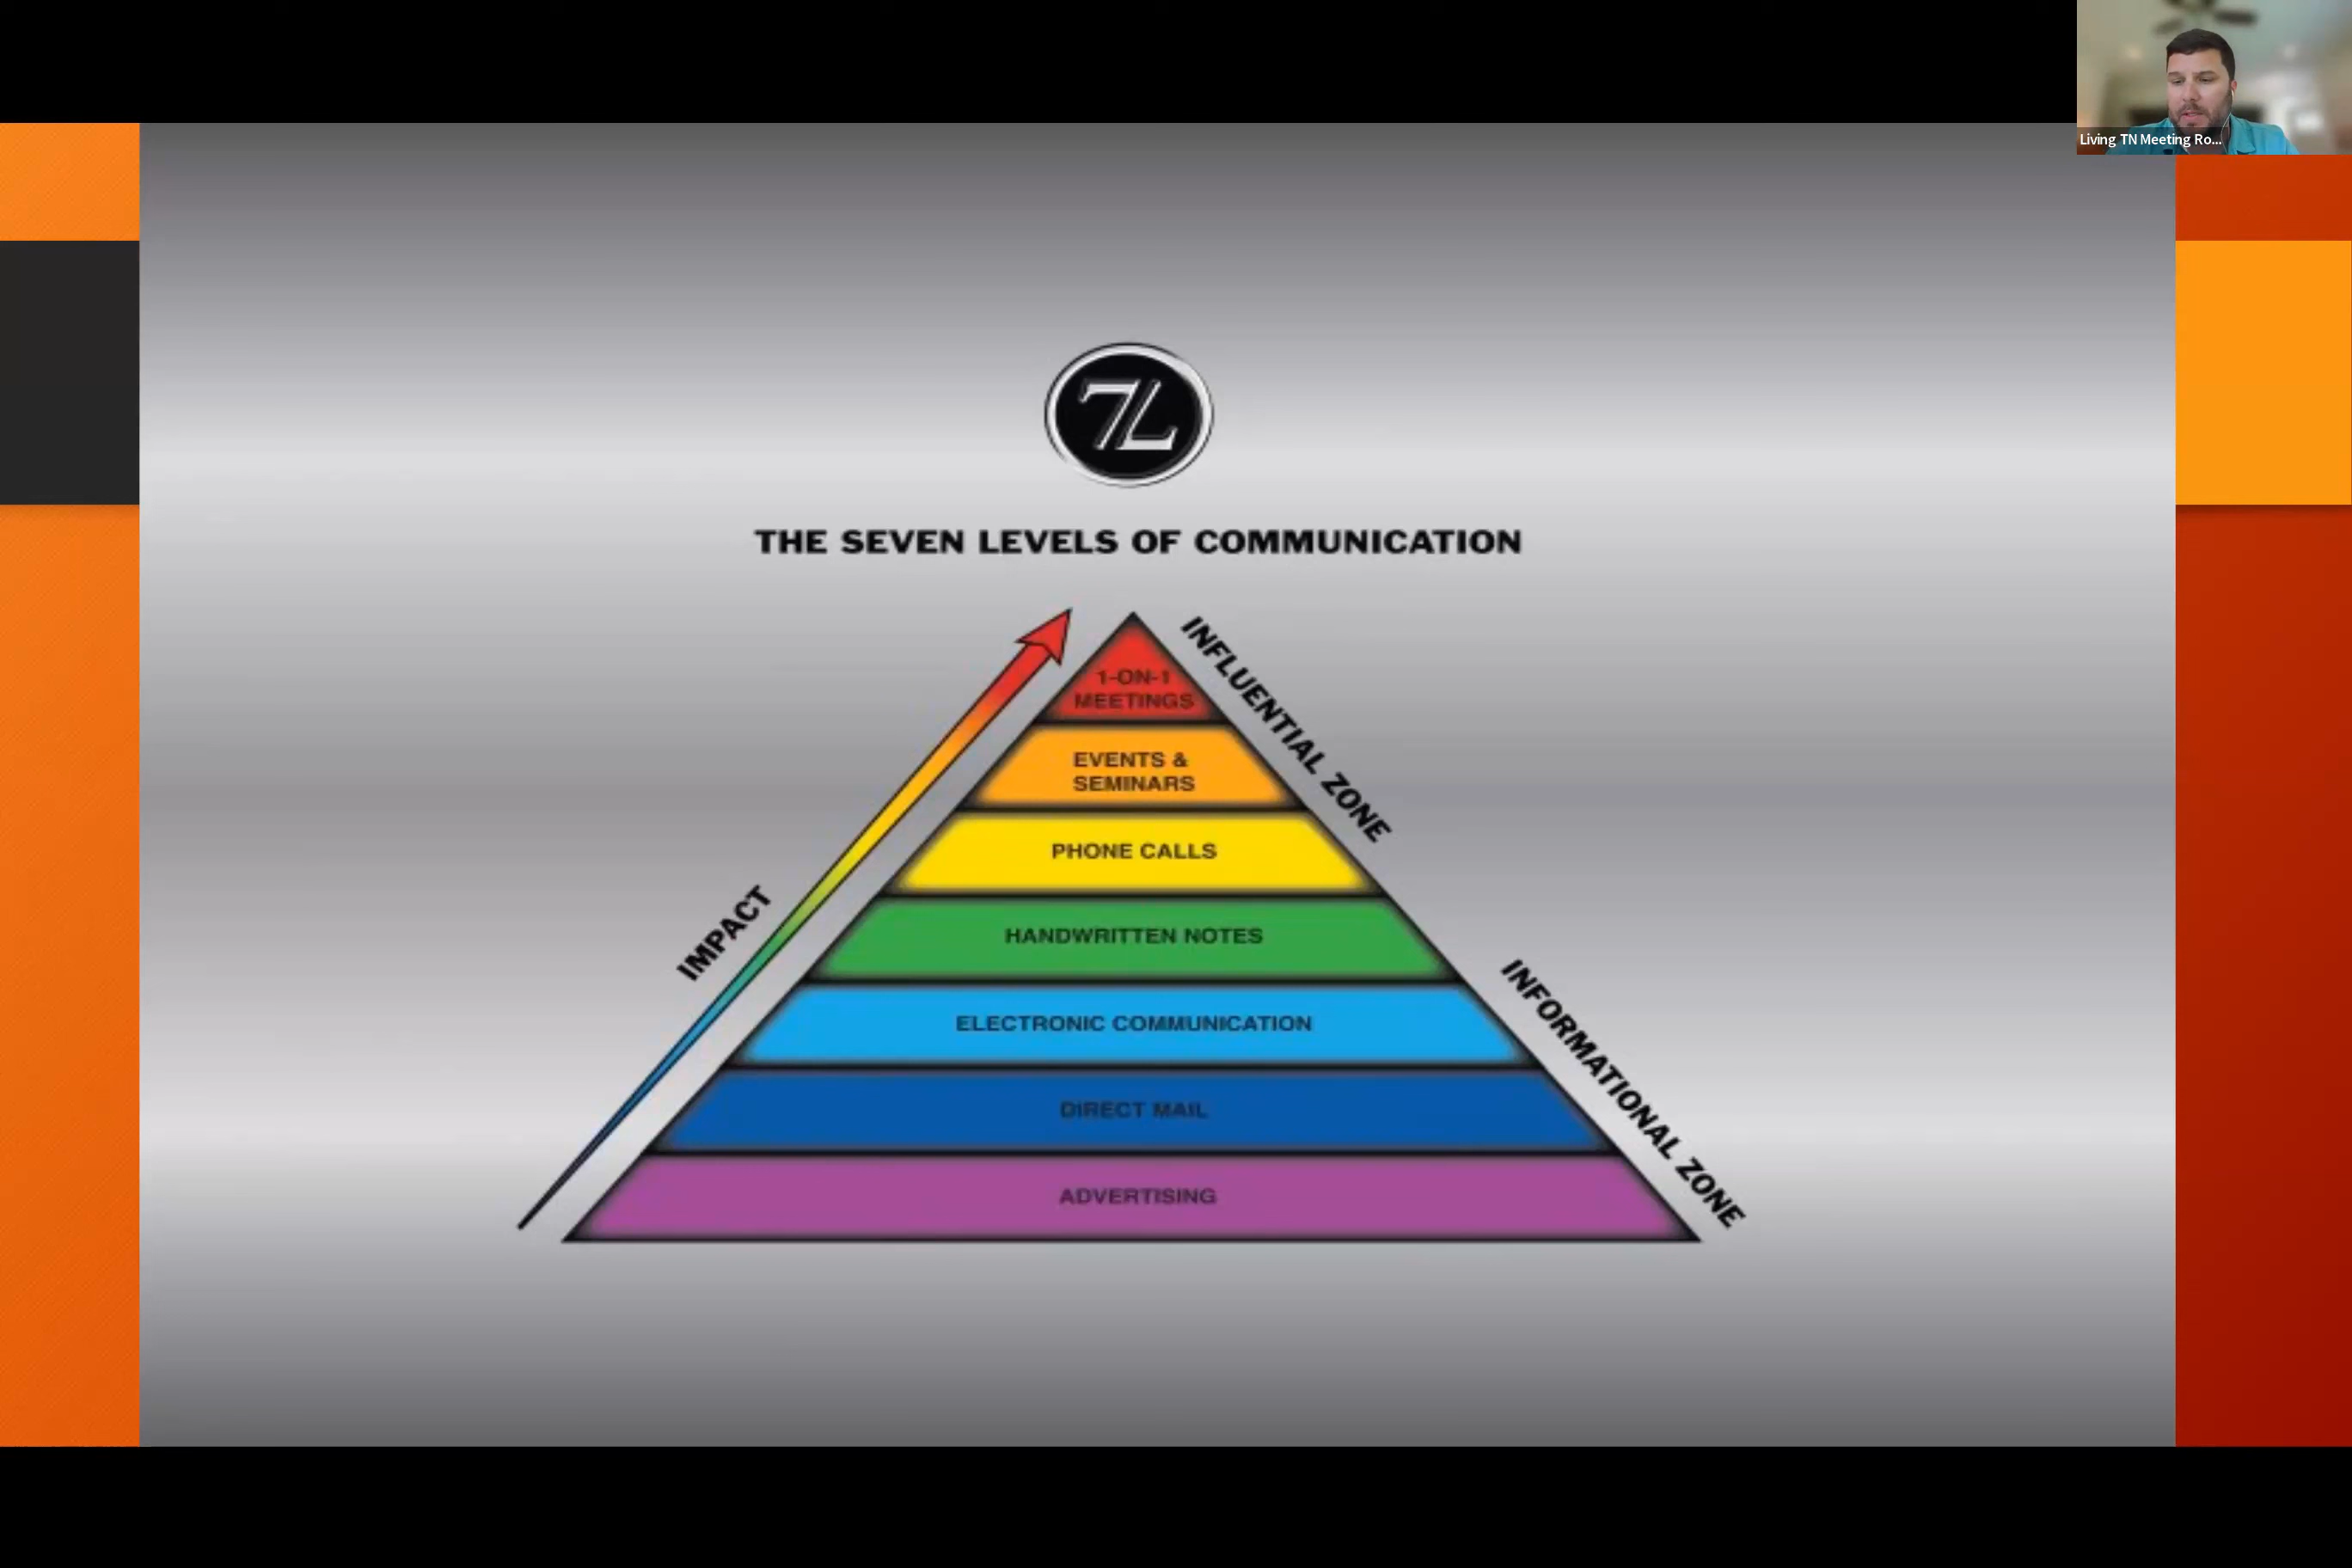 Living TN Meeting Ro...
7L
THE SEVEN LEVELS OF COMMUNICATION
1-ON-1
MEETINGS
INFLUENTIAL ZONE
EVENTS &
SEMINARS
PHONE CALLS
IMPACT
HANDWRITTEN NOTES
ELECTRONIC COMMUNICATION
INFORMATIONAL ZONE
DIRECT MAIL
ADVERTISING